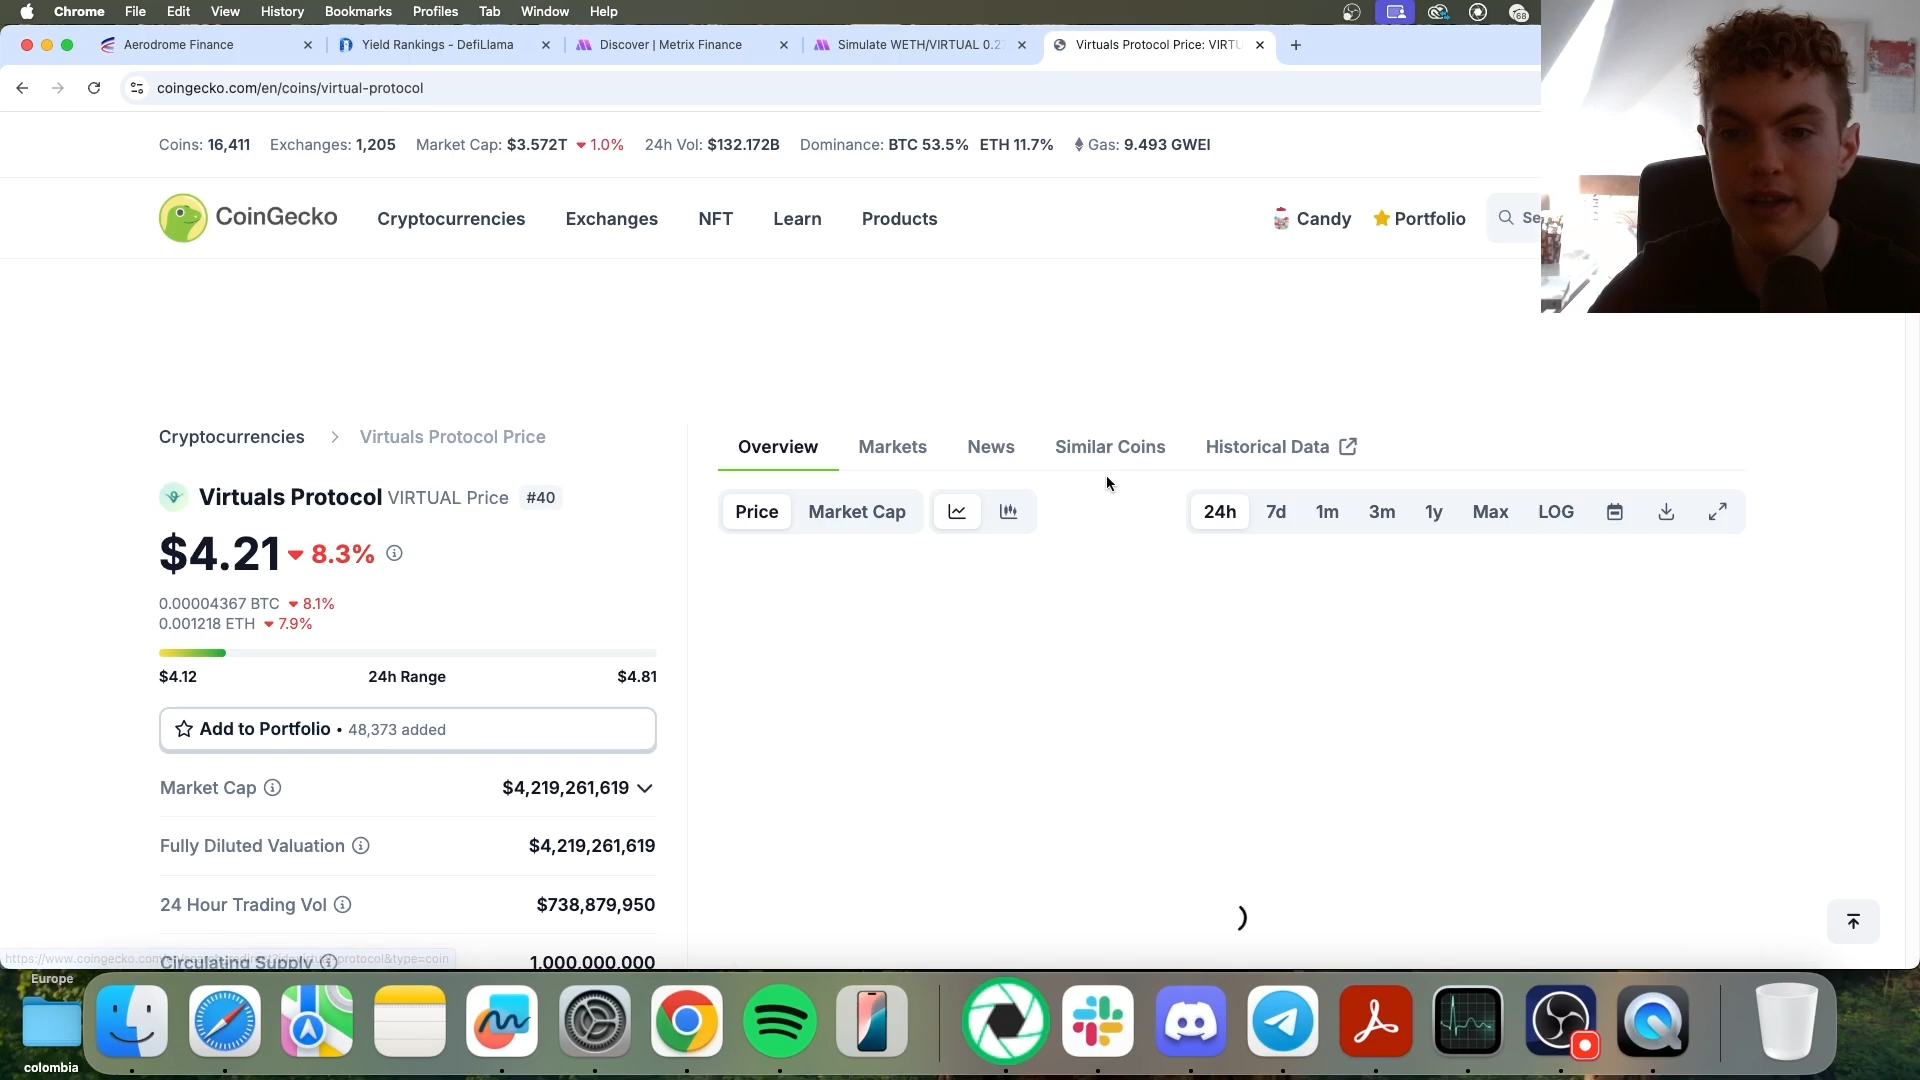 Chrome File Edit View History Bookmarks Profiles Tab Window Help
68
Aerodrome Finance
Yield Rankings - DefiLlama
Discover | Metrix Finance
Simulate WETH/VIRTUAL 0.2
Virtuals Protocol Price: VIRTU
coingecko.com/en/coins/virtual-protocol
Coins: 16,411 Exchanges: 1,205 Market Cap: $3.572T 1.0% 24h Vol: $132.172B Dominance: BTC 53.5% ETH 11.7% Gas: 9.493 GWEI
CoinGecko Cryptocurrencies Exchanges NFT Learn Products Candy Portfolio Se
Cryptocurrencies Virtuals Protocol Price
Overview Markets News Similar Coins Historical Data
Virtuals Protocol VIRTUAL Price #40
Price Market Cap 24h 7d 1m 3m 1y Max LOG
$4.21 8.3%
0.00004367 BTC 8.1%
0.001218 ETH 7.9%
$4.12 24h Range $4.81
Add to Portfolio • 48,373 added
Market Cap $4,219,261,619
Fully Diluted Valuation $4,219,261,619
24 Hour Trading Vol $738,879,950
Circulating Supply 1,000,000,000
Europe
colombia